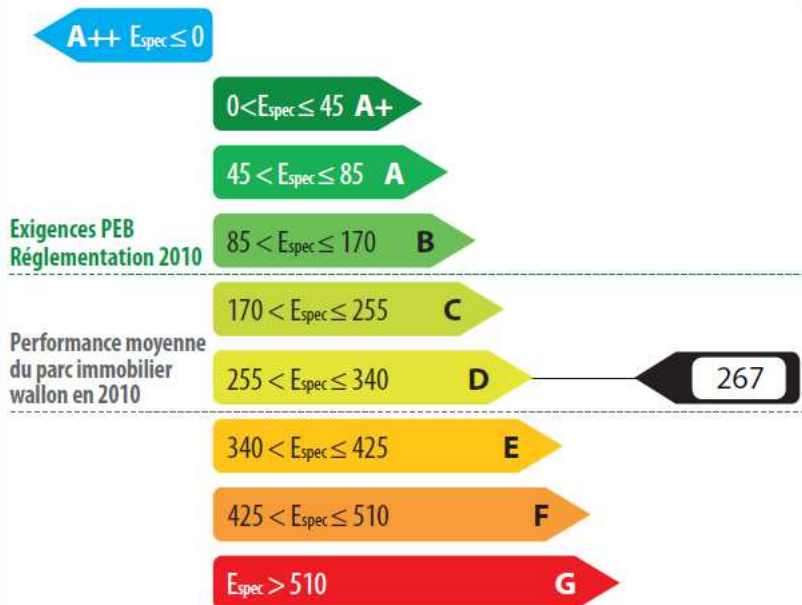 A++ Espec ≤ 0
0 < Espec ≤ 45 A+
45 < Espec ≤ 85 A
Exigences PEB
Réglementation 2010
85 < Espec ≤ 170 B
170 < Espec ≤ 255 C
Performance moyenne
du parc immobilier
wallon en 2010
255 < Espec ≤ 340 D
267
340 < Espec ≤ 425 E
425 < Espec ≤ 510 F
Espec > 510 G